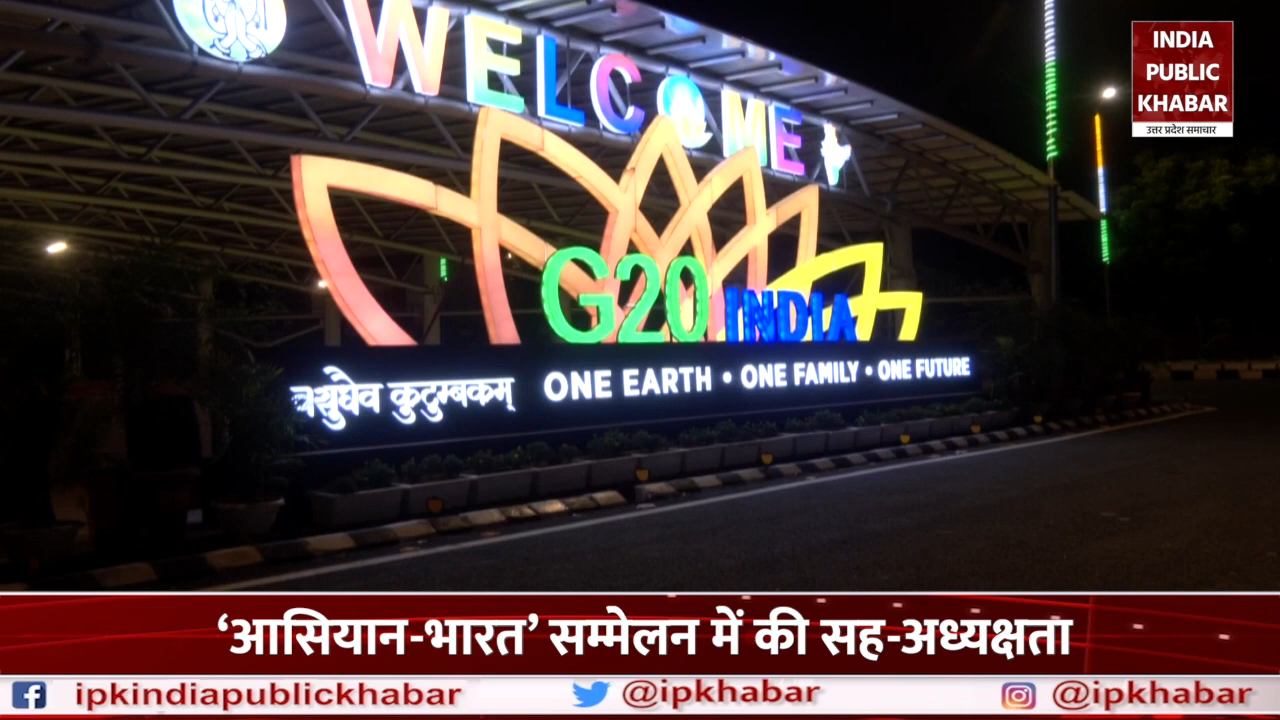 WELCOME
G20
INDIA
वसुधैव कुटुम्बकम् ONE EARTH • ONE FAMILY • ONE FUTURE
INDIA
PUBLIC
KHABAR
उत्तर प्रदेश समाचार
‘आसियान-भारत’ सम्मेलन में की सह-अध्यक्षता
ipkindiapublickhabar @ipkhabar @ipkhabar